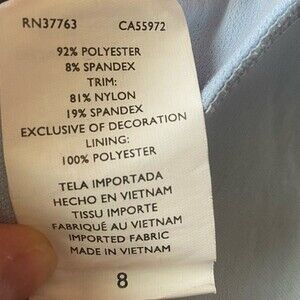 RN37763 CA55972
92% POLYESTER
8% SPANDEX
TRIM:
81% NYLON
19% SPANDEX
EXCLUSIVE OF DECORATION
LINING:
100% POLYESTER
TELA IMPORTADA
HECHO EN VIETNAM
TISSU IMPORTE
FABRIQUÉ AU VIETNAM
IMPORTED FABRIC
MADE IN VIETNAM
8